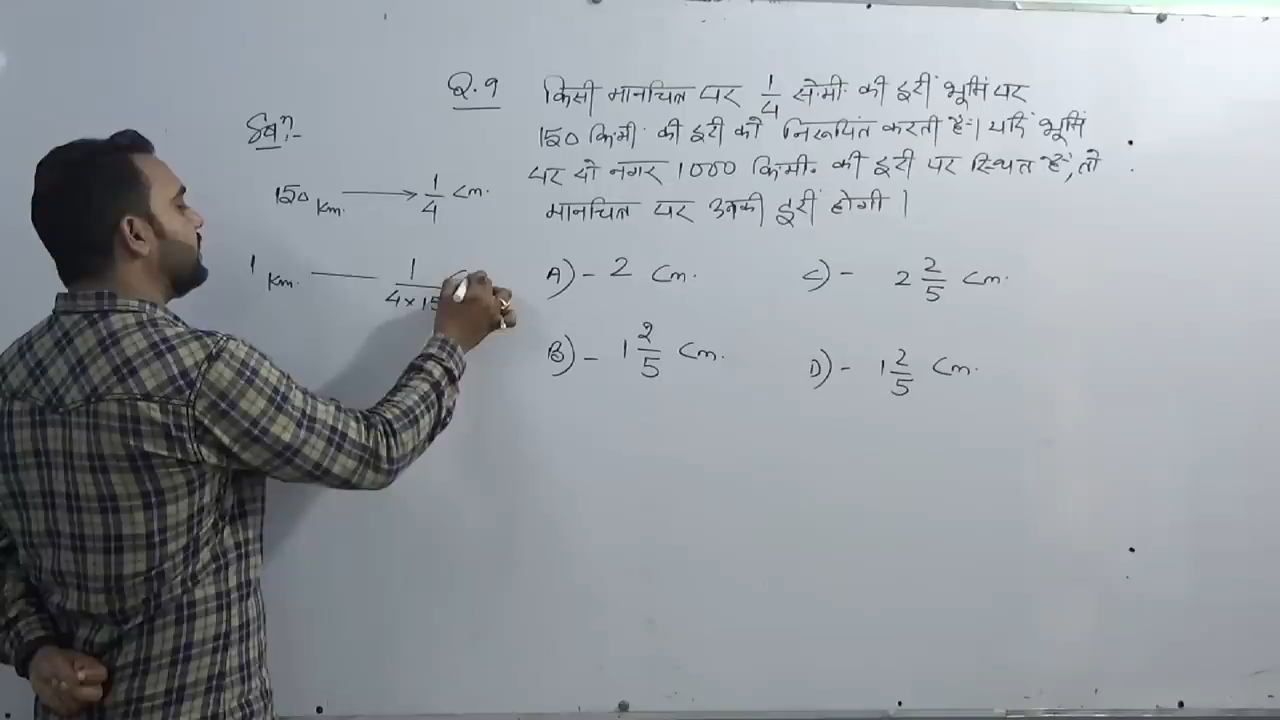 Q.9 किसी मानचित्र पर 1/4 से.मी. की दूरी भूमि पर
150 कि.मी. की दूरी को निरूपित करती है। यदि भूमि
पर दो नगर 1000 कि.मी. की दूरी पर स्थित है, तो
मानचित्र पर उनकी दूरी होगी।
A) - 2 Cm.
C) - 2 2/5 Cm.
B) - 1 2/5 Cm.
D) - 1 2/5 Cm.
150 Km. → 1/4 Cm.
1 Km. — 1/4×15